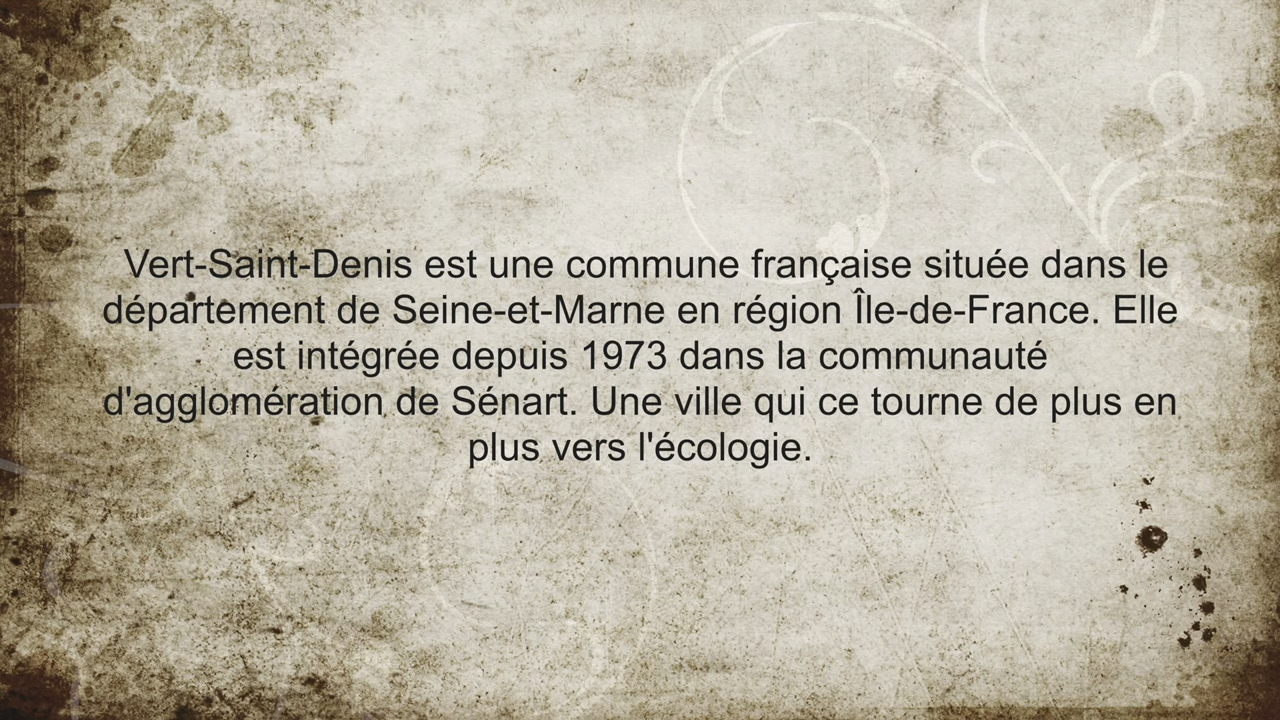 Vert-Saint-Denis est une commune française située dans le
département de Seine-et-Marne en région Île-de-France. Elle
est intégrée depuis 1973 dans la communauté
d'agglomération de Sénart. Une ville qui ce tourne de plus en
plus vers l'écologie.